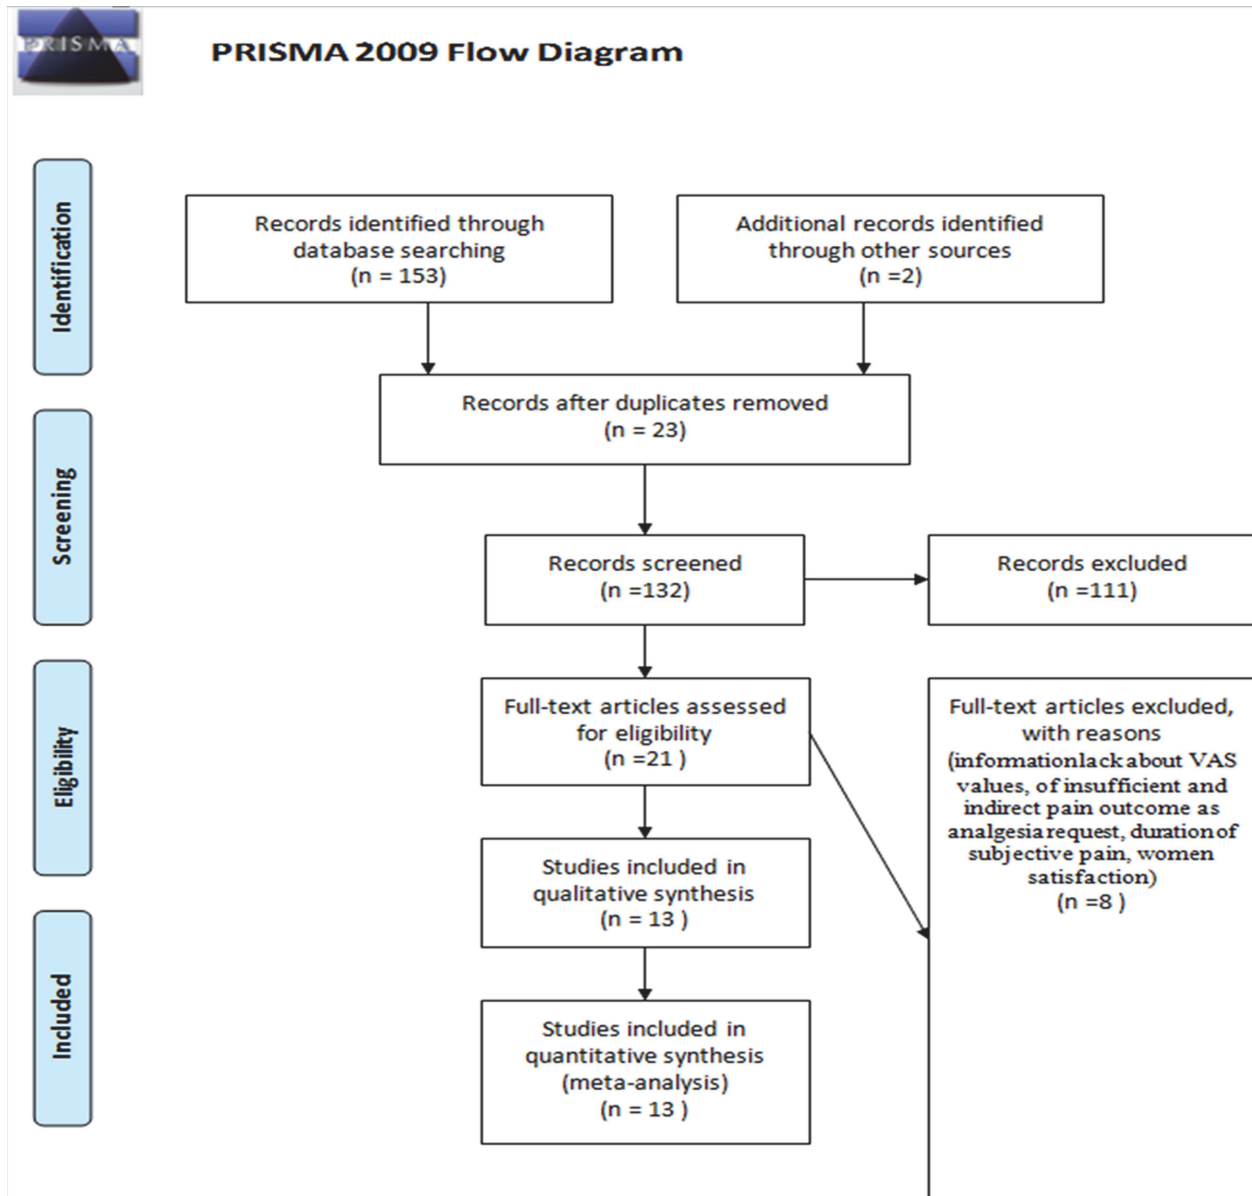 PRISMA
PRISMA 2009 Flow Diagram
Identification
Records identified through
database searching
(n = 153)
Additional records identified
through other sources
(n =2)
Records after duplicates removed
(n = 23)
Screening
Records screened
(n =132)
Records excluded
(n =111)
Eligibility
Full-text articles assessed
for eligibility
(n =21 )
Full-text articles excluded,
with reasons
(informationlack about VAS
values, of insufficient and
indirect pain outcome as
analgesia request, duration of
subjective pain, women
satisfaction)
(n =8 )
Studies included in
qualitative synthesis
(n = 13 )
Included
Studies included in
quantitative synthesis
(meta-analysis)
(n = 13 )